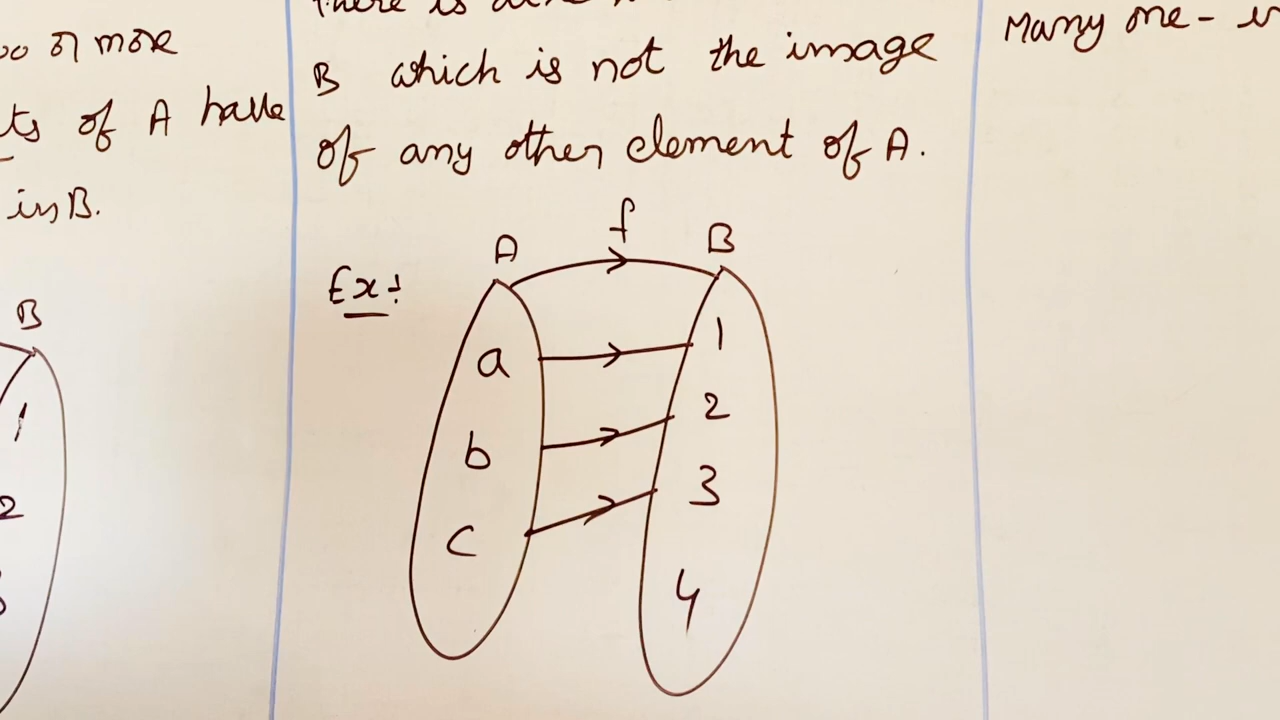 or more
of A have
in B.
B
1
2
B which is not the image
of any other element of A.
Ex:
f
A B
a 1
b 2
c 3
4
Many one -